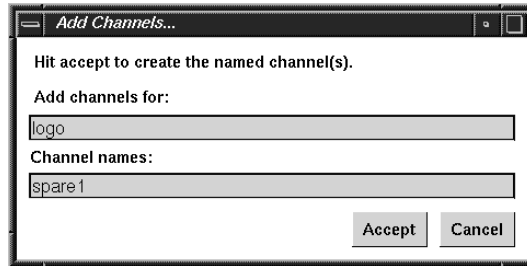 Add Channels...
Hit accept to create the named channel(s).
Add channels for:
logo
Channel names:
spare1
Accept Cancel